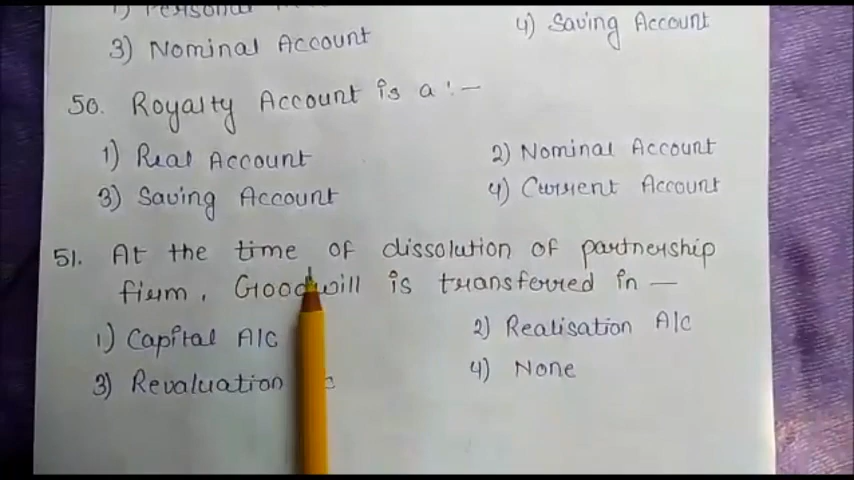 1) Personal
4) Saving Account
3) Nominal Account
50. Royalty Account is a :-
1) Real Account
2) Nominal Account
3) Saving Account
4) Current Account
51. At the time of dissolution of partnership
firm, Goodwill is transferred in —
1) Capital A/C
2) Realisation A/C
3) Revaluation
4) None